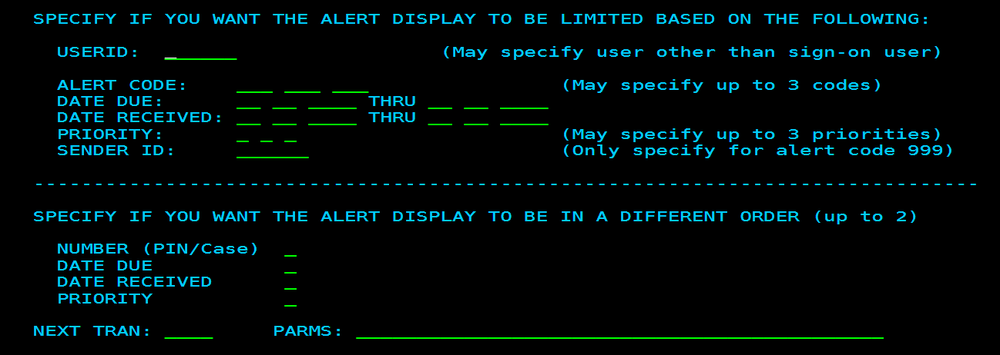 SPECIFY IF YOU WANT THE ALERT DISPLAY TO BE LIMITED BASED ON THE FOLLOWING:
USERID: ______ (May specify user other than sign-on user)
ALERT CODE: ___ ___ ___ (May specify up to 3 codes)
DATE DUE: __ __ ____ THRU __ __ ____
DATE RECEIVED: __ __ ____ THRU __ __ ____
PRIORITY: _ _ _ (May specify up to 3 priorities)
SENDER ID: ______ (Only specify for alert code 999)
--------------------------------------------------------------------------------
SPECIFY IF YOU WANT THE ALERT DISPLAY TO BE IN A DIFFERENT ORDER (up to 2)
NUMBER (PIN/Case) _
DATE DUE _
DATE RECEIVED _
PRIORITY _
NEXT TRAN: ____ PARMS: ____________________________________________